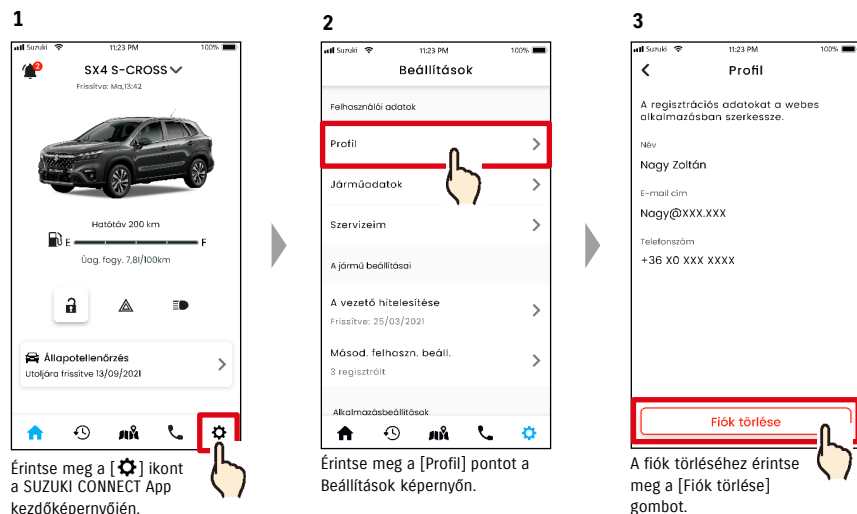 1
Suzuki 11:23 PM 100%
2
SX4 S-CROSS
Frissítve: Ma,13:42
Hatótáv 200 km
E F
Üag. fogy. 7,8l/100km
Állapotellenőrzés
Utoljára frissítve 13/09/2021
Érintse meg a [⚙] ikont
a SUZUKI CONNECT App
kezdőképernyőjén.
2
Suzuki 11:23 PM 100%
Beállítások
Felhasználói adatok
Profil
Járműadatok
Szervizeim
A jármű beállításai
A vezető hitelesítése
Frissítve: 25/03/2021
Másod. felhaszn. beáll.
3 regisztrált
Alkalmazásbeállítások
Érintse meg a [Profil] pontot a
Beállítások képernyőn.
3
Suzuki 11:23 PM 100%
Profil
A regisztrációs adatokat a webes
alkalmazásban szerkessze.
Név
Nagy Zoltán
E-mail cím
Nagy@XXX.XXX
Telefonszám
+36 X0 XXX XXXX
Fiók törlése
A fiók törléséhez érintse
meg a [Fiók törlése]
gombot.